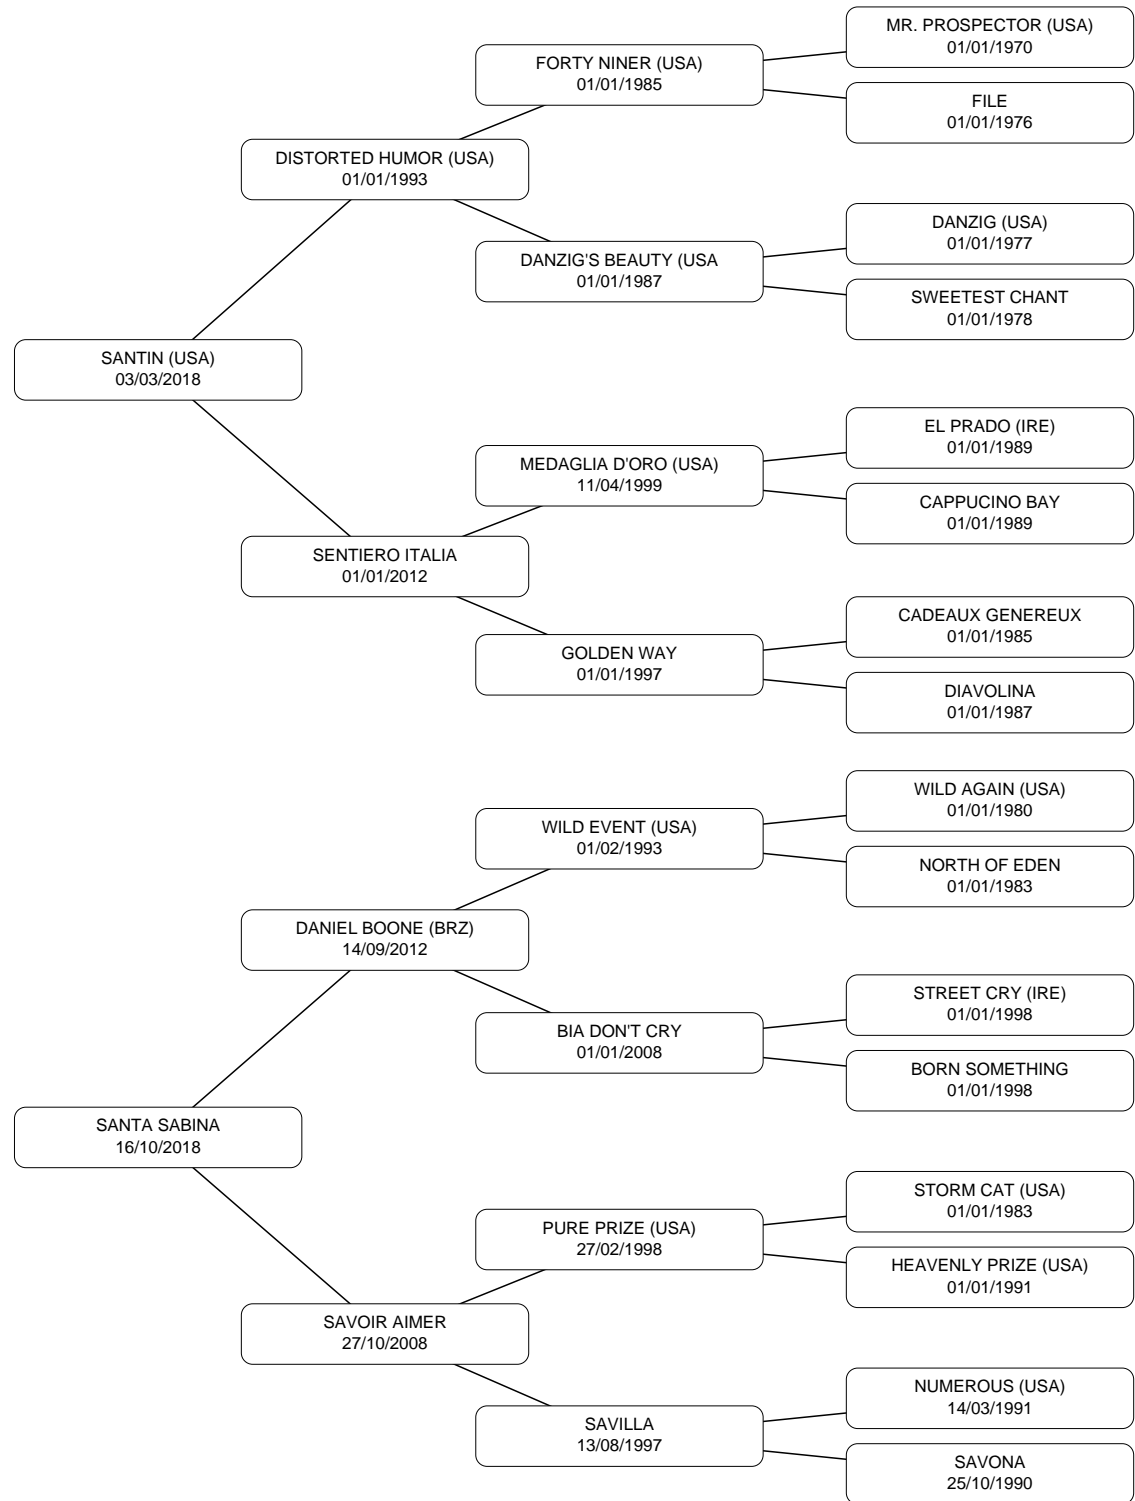 MR. PROSPECTOR (USA)
01/01/1970
FORTY NINER (USA)
01/01/1985
FILE
01/01/1976
DISTORTED HUMOR (USA)
01/01/1993
DANZIG (USA)
01/01/1977
DANZIG'S BEAUTY (USA
01/01/1987
SWEETEST CHANT
01/01/1978
SANTIN (USA)
03/03/2018
EL PRADO (IRE)
01/01/1989
MEDAGLIA D'ORO (USA)
11/04/1999
CAPPUCINO BAY
01/01/1989
SENTIERO ITALIA
01/01/2012
CADEAUX GENEREUX
01/01/1985
GOLDEN WAY
01/01/1997
DIAVOLINA
01/01/1987
WILD AGAIN (USA)
01/01/1980
WILD EVENT (USA)
01/02/1993
NORTH OF EDEN
01/01/1983
DANIEL BOONE (BRZ)
14/09/2012
STREET CRY (IRE)
01/01/1998
BIA DON'T CRY
01/01/2008
BORN SOMETHING
01/01/1998
SANTA SABINA
16/10/2018
STORM CAT (USA)
01/01/1983
PURE PRIZE (USA)
27/02/1998
HEAVENLY PRIZE (USA)
01/01/1991
SAVOIR AIMER
27/10/2008
NUMEROUS (USA)
14/03/1991
SAVILLA
13/08/1997
SAVONA
25/10/1990